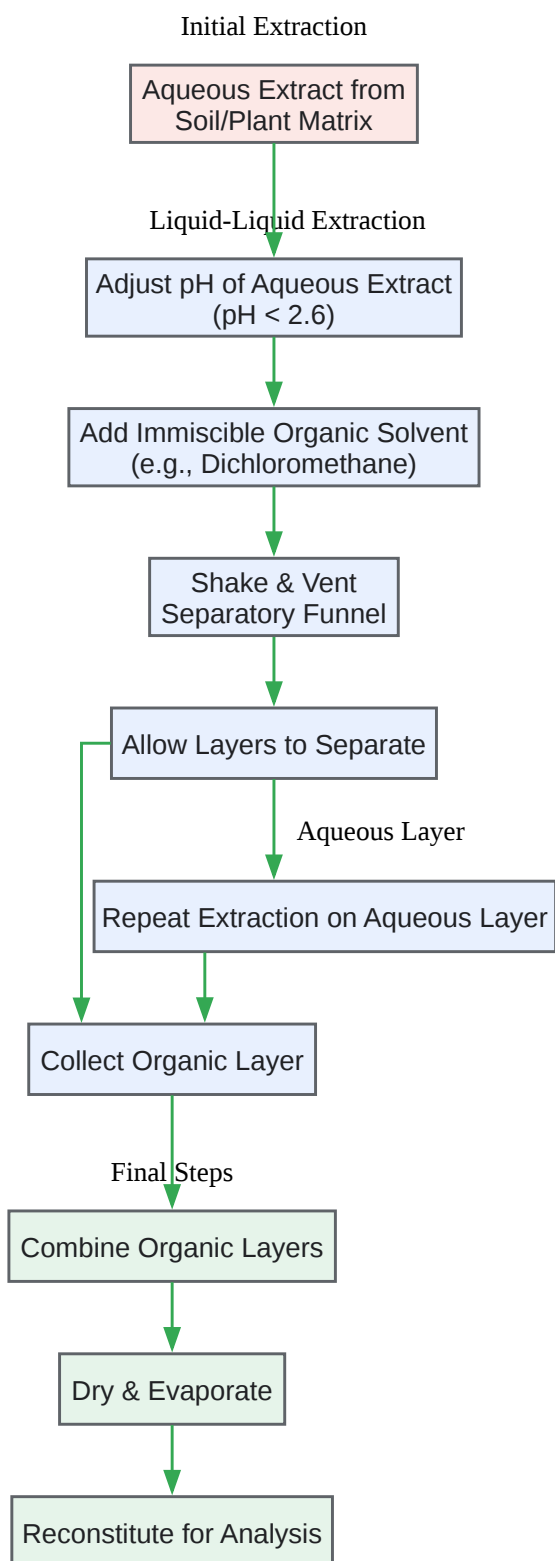 Initial Extraction
Aqueous Extract from
Soil/Plant Matrix
Liquid-Liquid Extraction
Adjust pH of Aqueous Extract
(pH < 2.6)
Add Immiscible Organic Solvent
(e.g., Dichloromethane)
Shake & Vent
Separatory Funnel
Allow Layers to Separate
Aqueous Layer
Repeat Extraction on Aqueous Layer
Collect Organic Layer
Final Steps
Combine Organic Layers
Dry & Evaporate
Reconstitute for Analysis